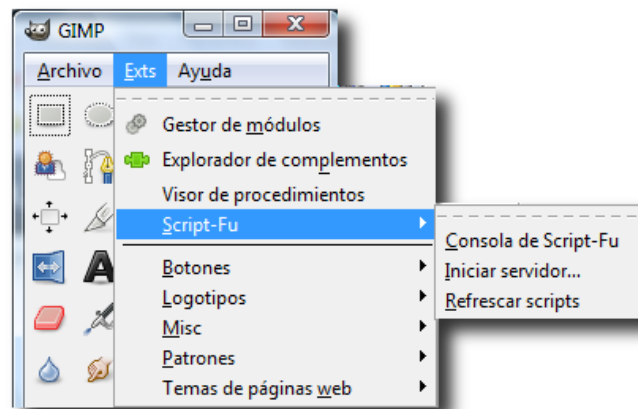 GIMP
Archivo Exts Ayuda
Gestor de módulos
Explorador de complementos
Visor de procedimientos
Script-Fu
Consola de Script-Fu
Iniciar servidor...
Refrescar scripts
Botones
Logotipos
Misc
Patrones
Temas de páginas web